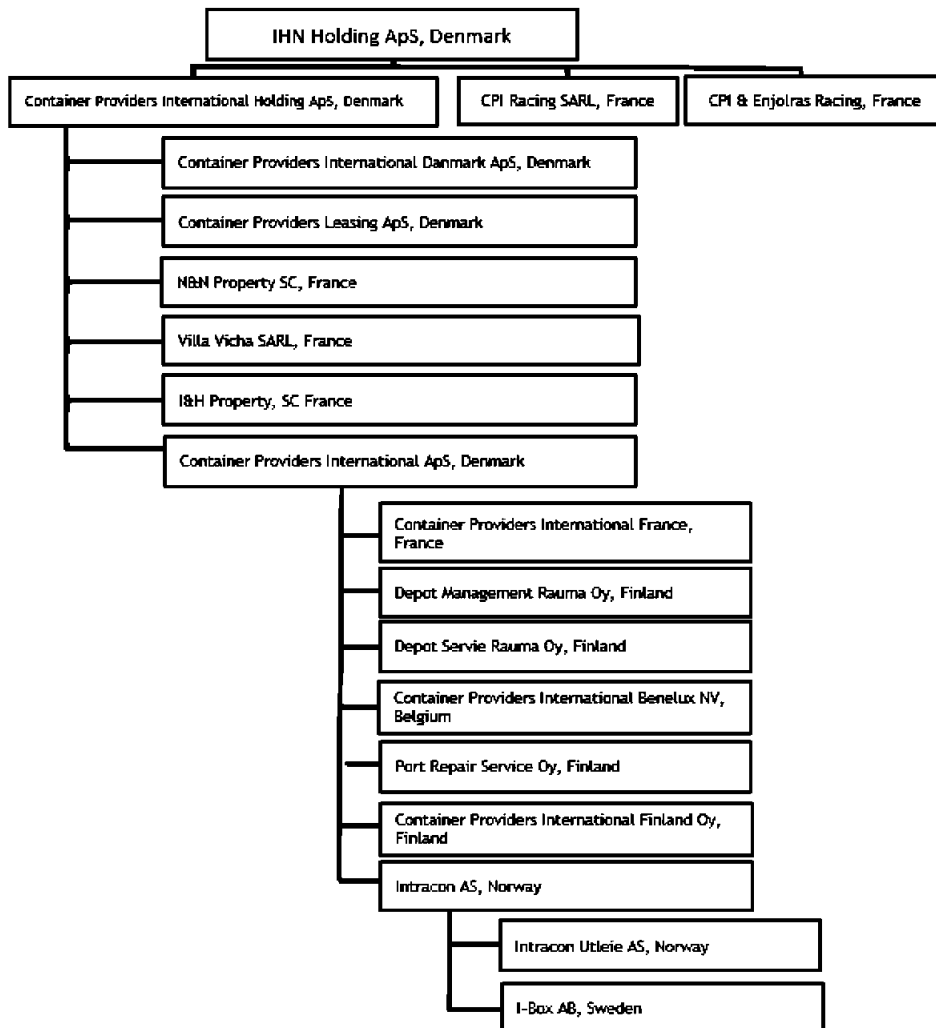 IHN Holding ApS, Denmark
Container Providers International Holding ApS, Denmark
CPI Racing SARL, France
CPI & Enjolras Racing, France
Container Providers International Danmark ApS, Denmark
Container Providers Leasing ApS, Denmark
N&N Property SC, France
Villa Vicha SARL, France
I&H Property, SC France
Container Providers International ApS, Denmark
Container Providers International France,
France
Depot Management Rauma Oy, Finland
Depot Servie Rauma Oy, Finland
Container Providers International Benelux NV,
Belgium
Port Repair Service Oy, Finland
Container Providers International Finland Oy,
Finland
Intracon AS, Norway
Intracon Utleie AS, Norway
I-Box AB, Sweden